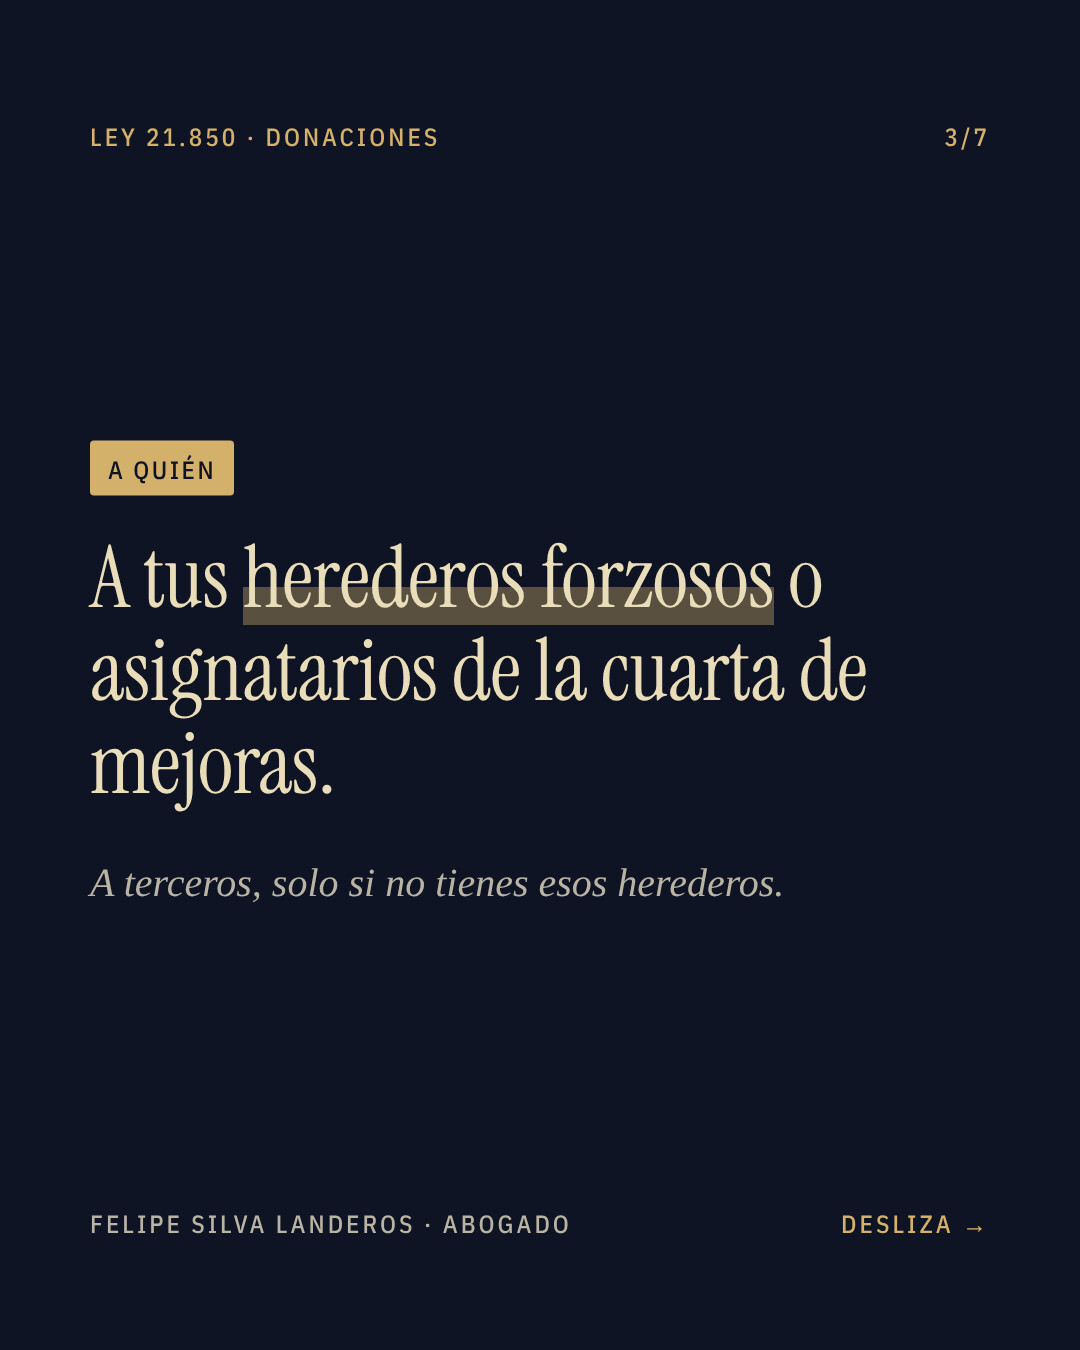 LEY 21.850 · DONACIONES
3/7
A QUIÉN
A tus herederos forzosos o
asignatarios de la cuarta de
mejoras.
A terceros, solo si no tienes esos herederos.
FELIPE SILVA LANDEROS · ABOGADO
DESLIZA →